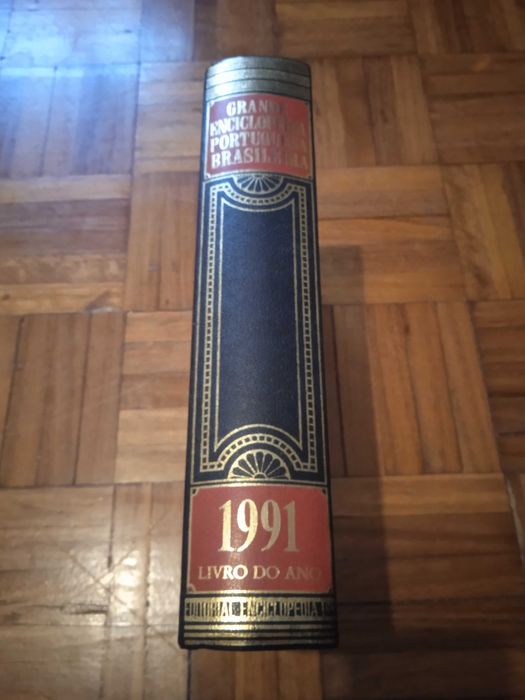 GRANDE
ENCICLOPÉDIA
PORTUGUESA
BRASILEIRA
1991
LIVRO DO ANO
EDITORIAL ENCICLOPÉDIA